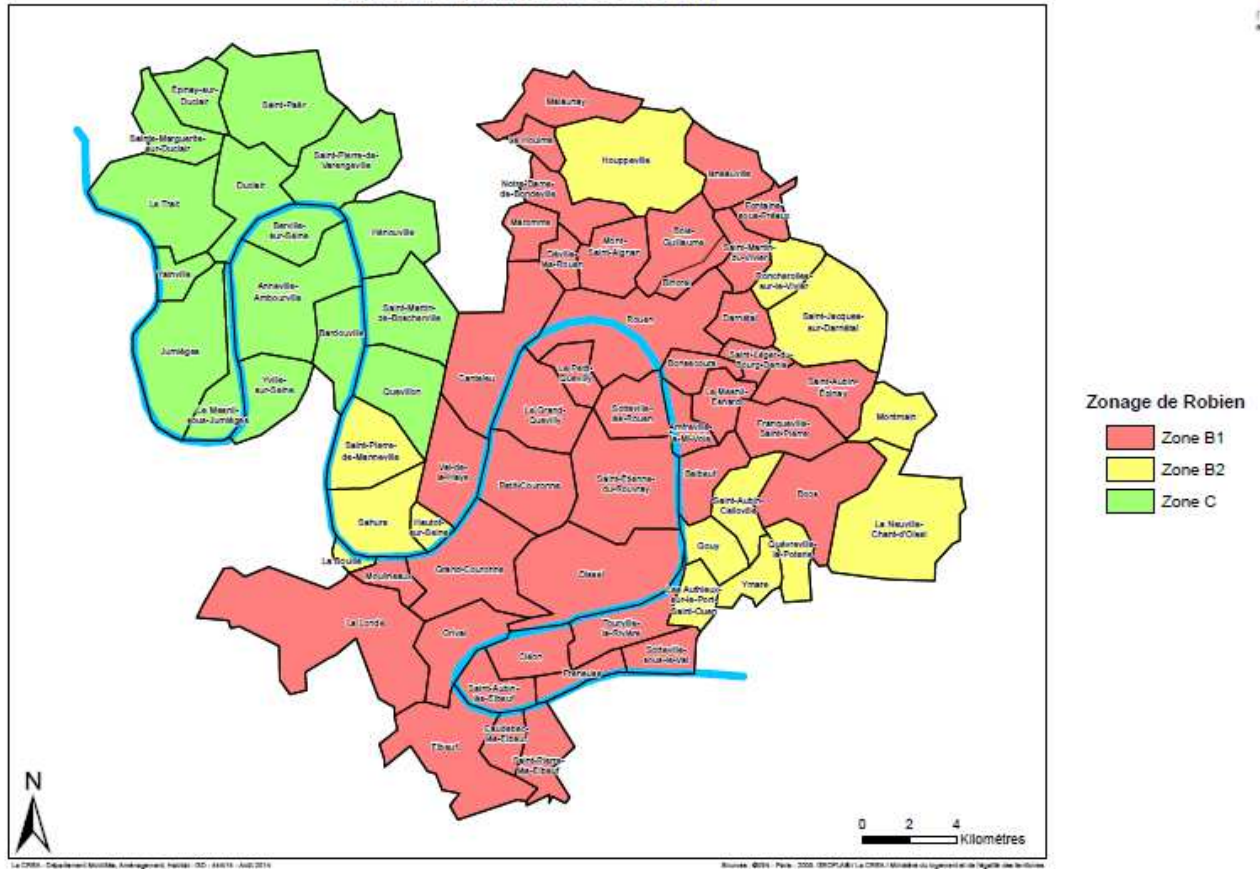 Épinay-sur-
Duclair
Saint-Paër
Sainte-Marguerite-
sur-Duclair
Saint-Pierre-de-
Varengeville
Duclair
Le Trait
Berville-
sur-Seine
Hénouville
Yainville
Anneville-
Ambourville
Saint-Martin-
de-Boscherville
Bardouville
Jumièges
Yville-
sur-Seine
Le Mesnil-
sous-Jumièges
Quevillon
Saint-Pierre-
de-Manneville
Sahurs
Hautot-
sur-Seine
La Bouille
Malaunay
Le Houlme
Houppeville
Isneauville
Notre-Dame-
de-Bondeville
Fontaine-
sous-Préaux
Maromme
Mont-
Saint-Aignan
Bois-
Guillaume
Déville-
lès-Rouen
Saint-Martin-
du-Vivier
Bihorel
Roncherolles-
sur-le-Vivier
Rouen
Darnétal
Saint-Jacques-
sur-Darnétal
Canteleu
Le Petit-
Quevilly
Bonsecours
Saint-Léger-du-
Bourg-Denis
Saint-Aubin-
Epinay
Le Mesnil-
Esnard
Le Grand-
Quevilly
Sotteville-
lès-Rouen
Amfreville-
la-Mi-Voie
Franqueville-
Saint-Pierre
Montmain
Val-de-
la-Haye
Petit-Couronne
Saint-Étienne-
du-Rouvray
Belbeuf
Boos
Saint-Aubin-
Celloville
La Neuville-
Chant-d'Oisel
Gouy
Quévreville-
la-Poterie
Ymare
Les Authieux-
sur-le-Port-
Saint-Ouen
Moulineaux
Grand-Couronne
Oissel
La Londe
Orival
Tourville-
la-Rivière
Cléon
Sotteville-
sous-le-Val
Freneuse
Saint-Aubin-
lès-Elbeuf
Elbeuf
Caudebec-
lès-Elbeuf
Saint-Pierre-
lès-Elbeuf
Zonage de Robien
Zone B1
Zone B2
Zone C
N
0 2 4
Kilomètres